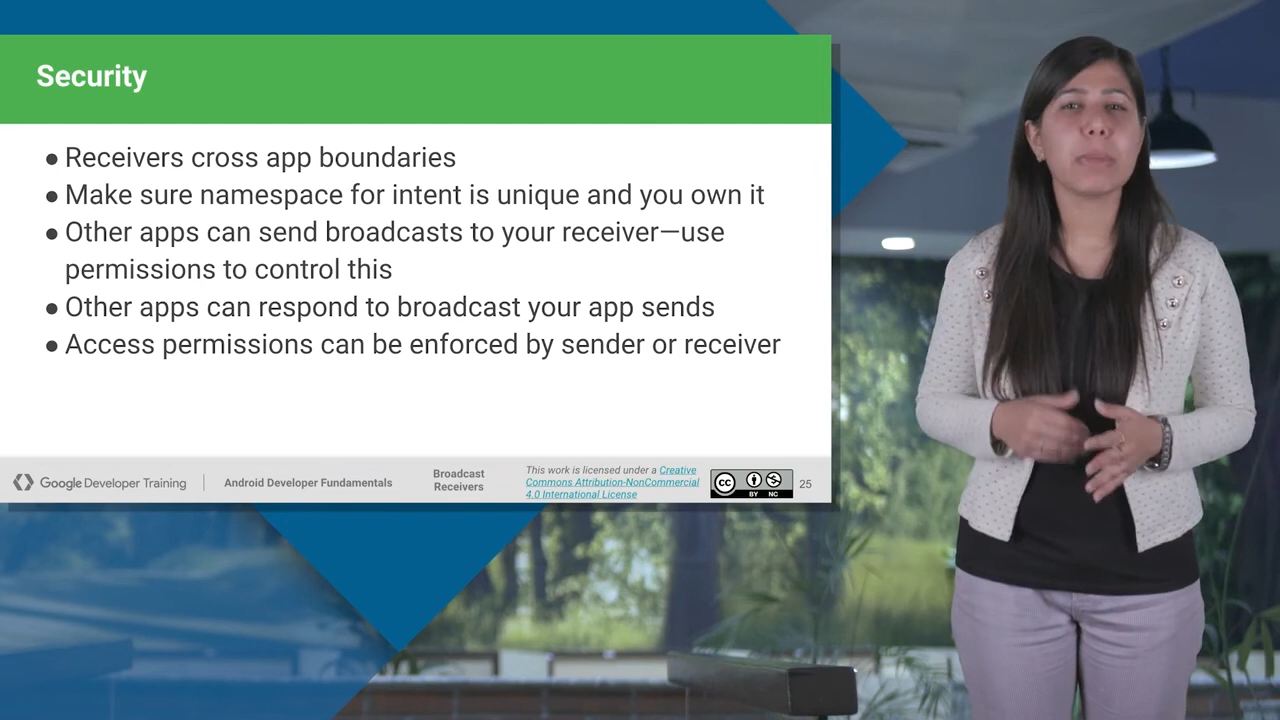 Security
● Receivers cross app boundaries
● Make sure namespace for intent is unique and you own it
● Other apps can send broadcasts to your receiver—use
permissions to control this
● Other apps can respond to broadcast your app sends
● Access permissions can be enforced by sender or receiver
Google Developer Training
Android Developer Fundamentals
Broadcast
Receivers
This work is licensed under a Creative
Commons Attribution-NonCommercial
4.0 International License
CC
BY NC
25